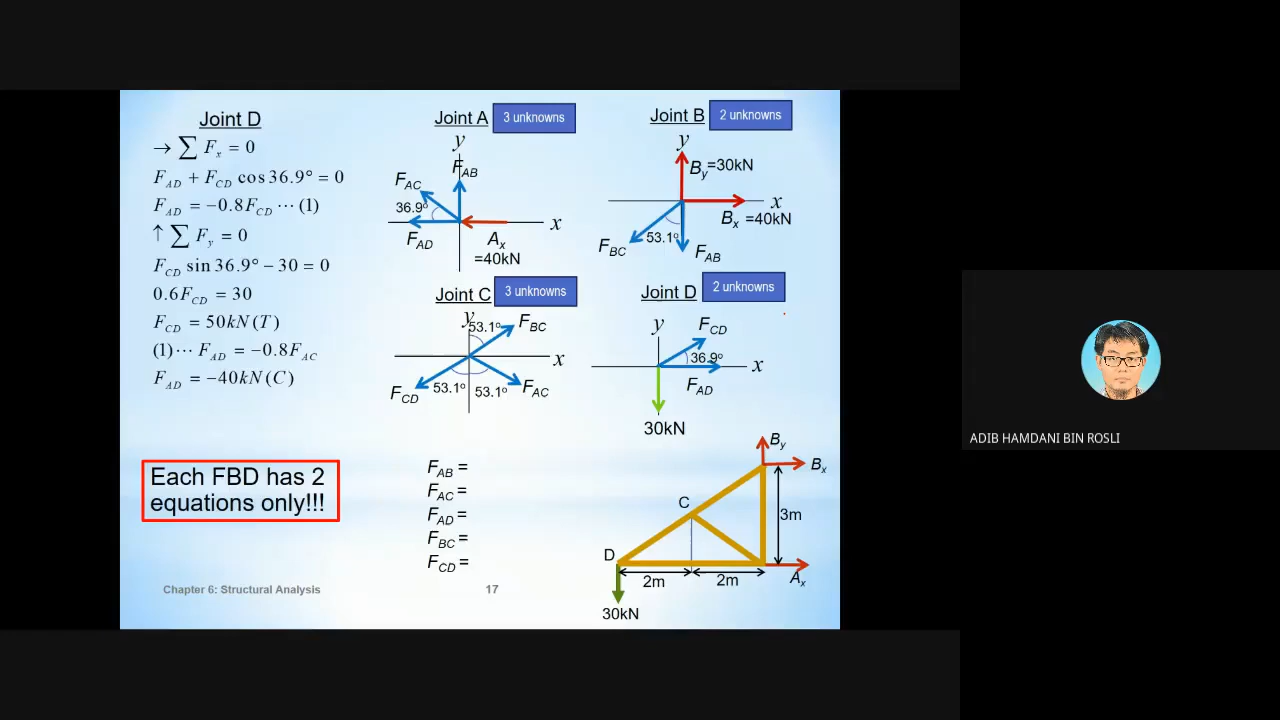 Joint D
→ ∑ Fx = 0
F_AD + F_CD cos 36.9° = 0
F_AD = −0.8F_CD ⋯ (1)
↑ ∑ Fy = 0
F_CD sin 36.9° − 30 = 0
0.6F_CD = 30
F_CD = 50kN (T)
(1)⋯ F_AD = −0.8F_AC
F_AD = −40kN (C)
Each FBD has 2
equations only!!!
Joint A
3 unknowns
y
F_AB
F_AC
36.9°
x
F_AD
A_x
=40kN
Joint B
2 unknowns
y
B_y=30kN
x
B_x =40kN
53.1°
F_BC
F_AB
Joint C
3 unknowns
y
53.1°
F_BC
x
53.1°
53.1°
F_CD
F_AC
Joint D
2 unknowns
y
F_CD
36.9°
x
F_AD
30kN
F_AB =
F_AC =
F_AD =
F_BC =
F_CD =
B_y
B_x
C
3m
D
2m
2m
A_x
30kN
Chapter 6: Structural Analysis
17
ADIB HAMDANI BIN ROSLI